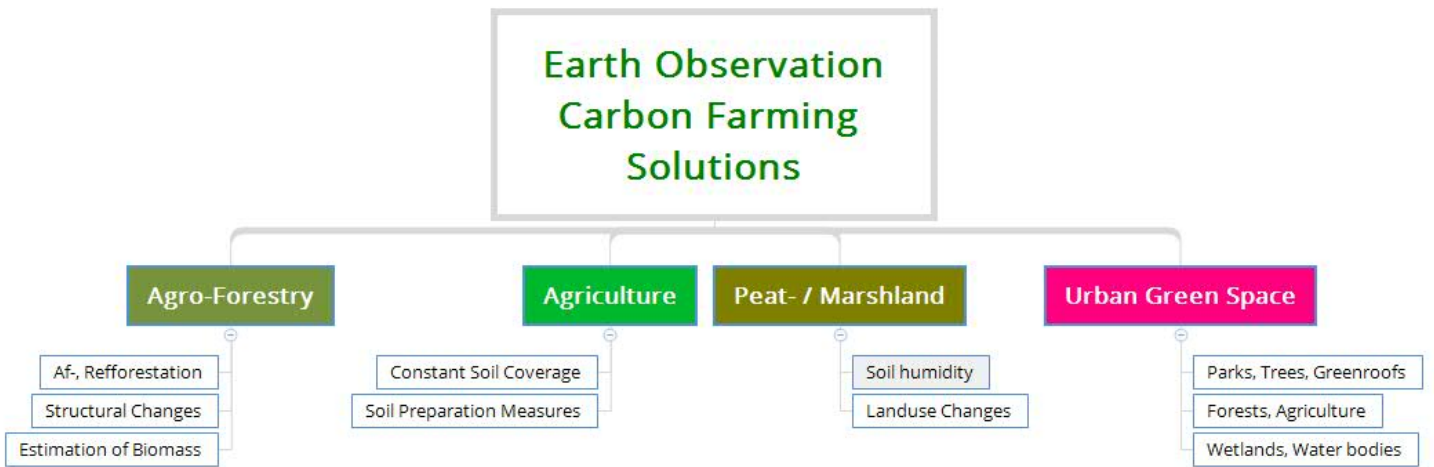 Earth Observation
Carbon Farming
Solutions
Agro-Forestry
Agriculture
Peat- / Marshland
Urban Green Space
Af-, Refforestation
Structural Changes
Estimation of Biomass
Constant Soil Coverage
Soil Preparation Measures
Soil humidity
Landuse Changes
Parks, Trees, Greenroofs
Forests, Agriculture
Wetlands, Water bodies